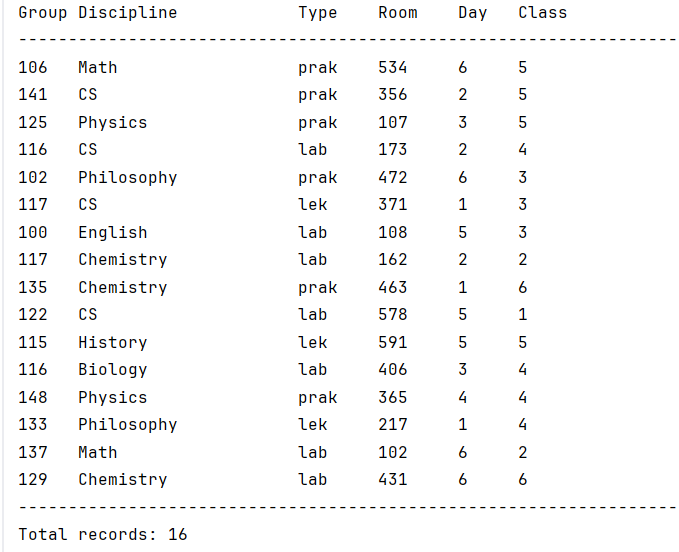 Group Discipline            Type    Room    Day   Class
------------------------------------------------------------------
106   Math                  prak    534     6     5
141   CS                    prak    356     2     5
125   Physics               prak    107     3     5
116   CS                    lab     173     2     4
102   Philosophy            prak    472     6     3
117   CS                    lek     371     1     3
100   English               lab     108     5     3
117   Chemistry             lab     162     2     2
135   Chemistry             prak    463     1     6
122   CS                    lab     578     5     1
115   History               lek     591     5     5
116   Biology               lab     406     3     4
148   Physics               prak    365     4     4
133   Philosophy            lek     217     1     4
137   Math                  lab     102     6     2
129   Chemistry             lab     431     6     6
------------------------------------------------------------------
Total records: 16